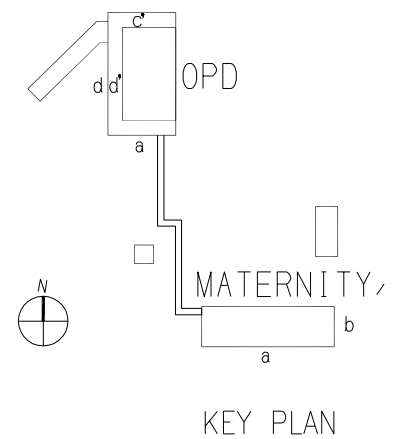 c'
d d' OPD
a
N
MATERNITY,
b
a
KEY PLAN